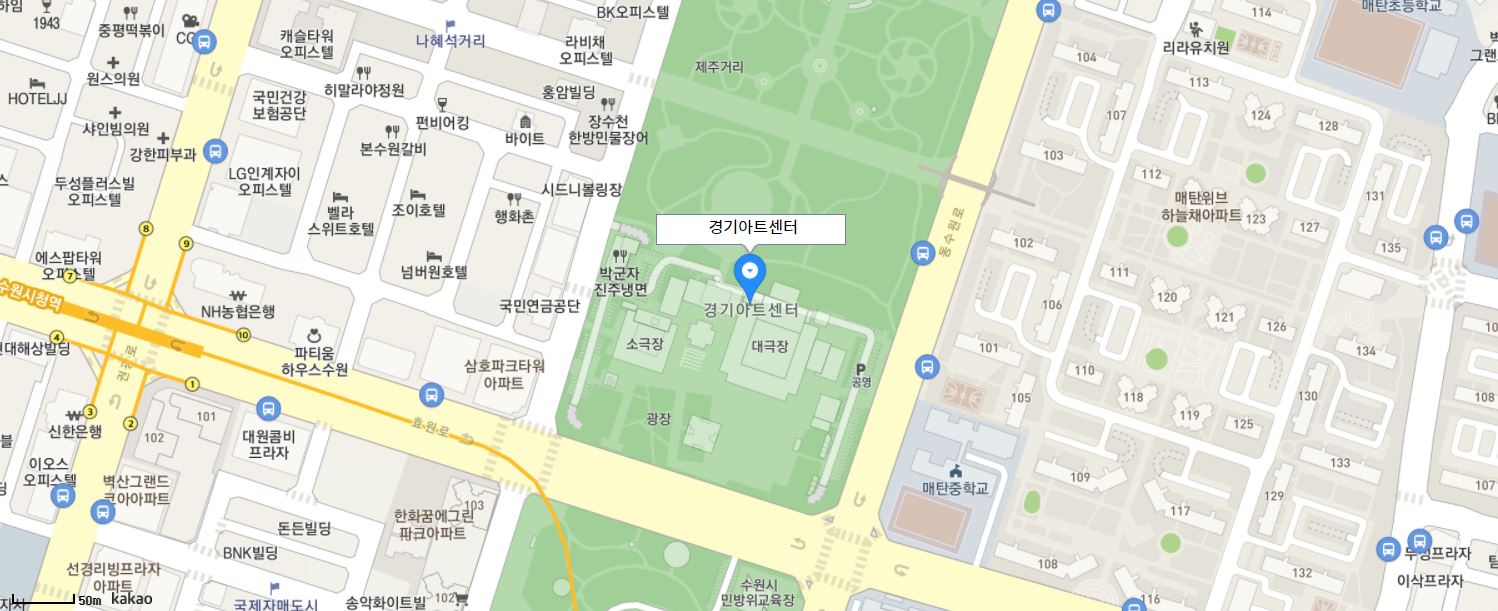 1943
중평떡볶이
BK오피스텔
나혜석거리
캐슬타워
오피스텔
라비채
오피스텔
제주거리
114
매탄초등학교
리라유치원
104
원스의원
HOTELJJ
국민건강
보험공단
히말라야정원
홍암빌딩
113
샤인빔의원
강한피부과
펀비어킹
바이트
장수천
한방민물장어
107
124
128
본수원갈비
103
LG인계자이
오피스텔
두성플러스빌
오피스텔
시드니볼링장
112
매탄위브
하늘채아파트
123
131
벨라
스위트호텔
조이호텔
행화촌
경기아트센터
동수원로
102
135
8
9
에스팝타워
오피스텔
넘버원호텔
박군자
진주냉면
111
120
7
수원시청역
NH농협은행
국민연금공단
경기아트센터
106
121
126
4
10
현대해상빌딩
파티움
하우스수원
소극장
대극장
101
134
권광로
삼호파크타워
아파트
P
공영
110
1
118
119
105
130
108
3
신한은행
2
101
102
효원로
광장
125
대원콤비
프라자
133
이오스
오피스텔
벽산그랜드
코아아파트
매탄중학교
109
107
103
한화꿈에그린
파크아파트
129
117
돈든빌딩
BNK빌딩
108
무성프라자
선경리빙프라자
아파트
수원시
민방위교육장
132
이삭프라자
102
116
50m
kakao
국제자매도시
송악화이트빌